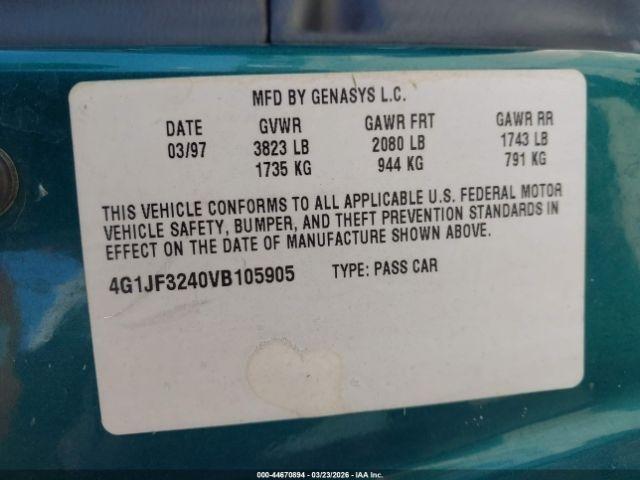 MFD BY GENASYS L.C.
DATE GVWR GAWR FRT GAWR RR
03/97 3823 LB 2080 LB 1743 LB
1735 KG 944 KG 791 KG
THIS VEHICLE CONFORMS TO ALL APPLICABLE U.S. FEDERAL MOTOR
VEHICLE SAFETY, BUMPER, AND THEFT PREVENTION STANDARDS IN
EFFECT ON THE DATE OF MANUFACTURE SHOWN ABOVE.
4G1JF3240VB105905 TYPE: PASS CAR
000-44670894 | 03/23/2026 | IAA Inc.